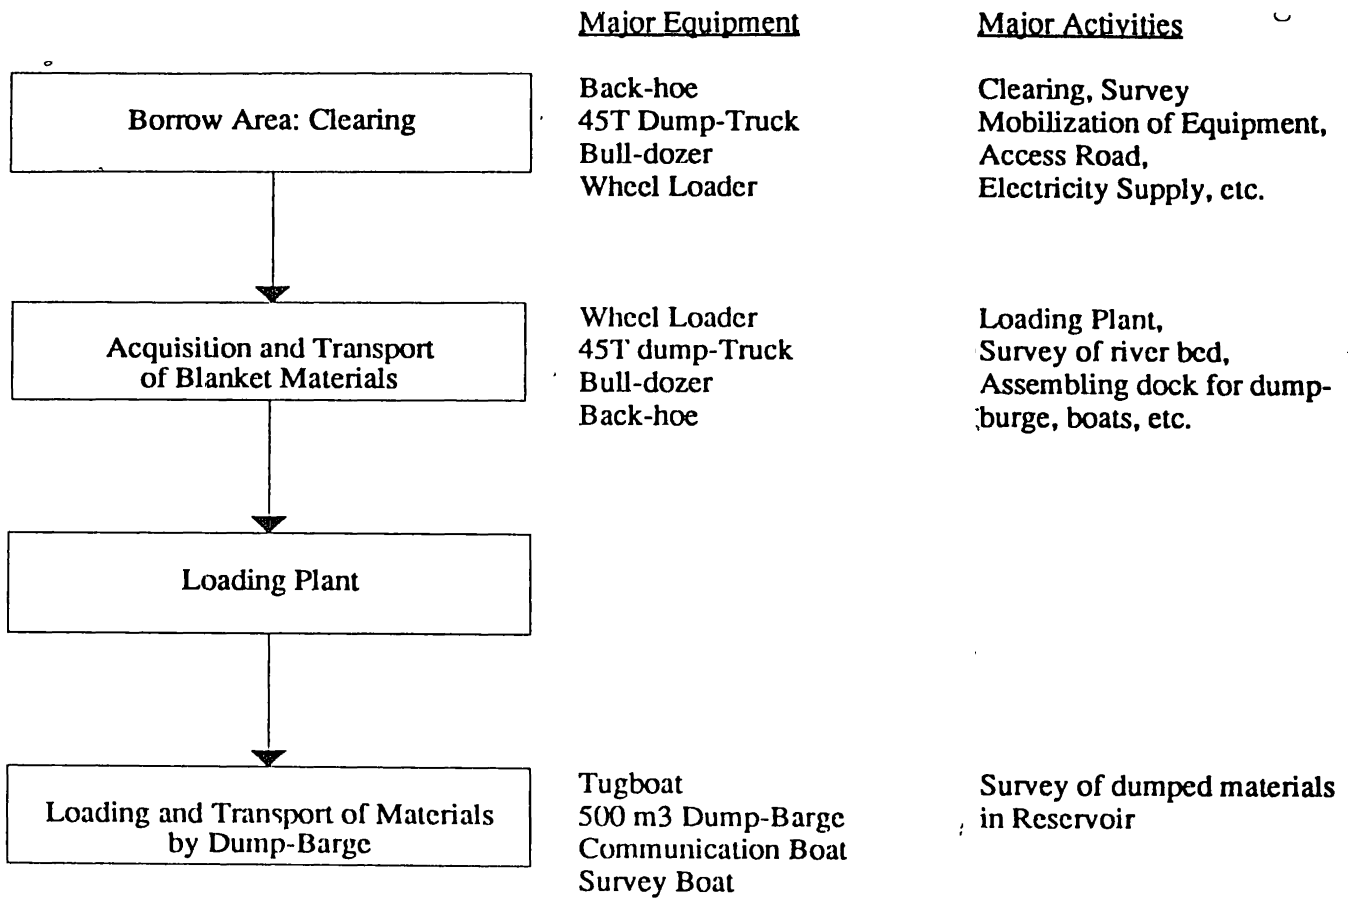 Major Equipment
Major Activities
Borrow Area: Clearing
Back-hoe
45T Dump-Truck
Bull-dozer
Wheel Loader
Clearing, Survey
Mobilization of Equipment,
Access Road,
Electricity Supply, etc.
Acquisition and Transport
of Blanket Materials
Wheel Loader
45T dump-Truck
Bull-dozer
Back-hoe
Loading Plant,
Survey of river bed,
Assembling dock for dump-
burge, boats, etc.
Loading Plant
Loading and Transport of Materials
by Dump-Barge
Tugboat
500 m3 Dump-Barge
Communication Boat
Survey Boat
Survey of dumped materials
in Reservoir